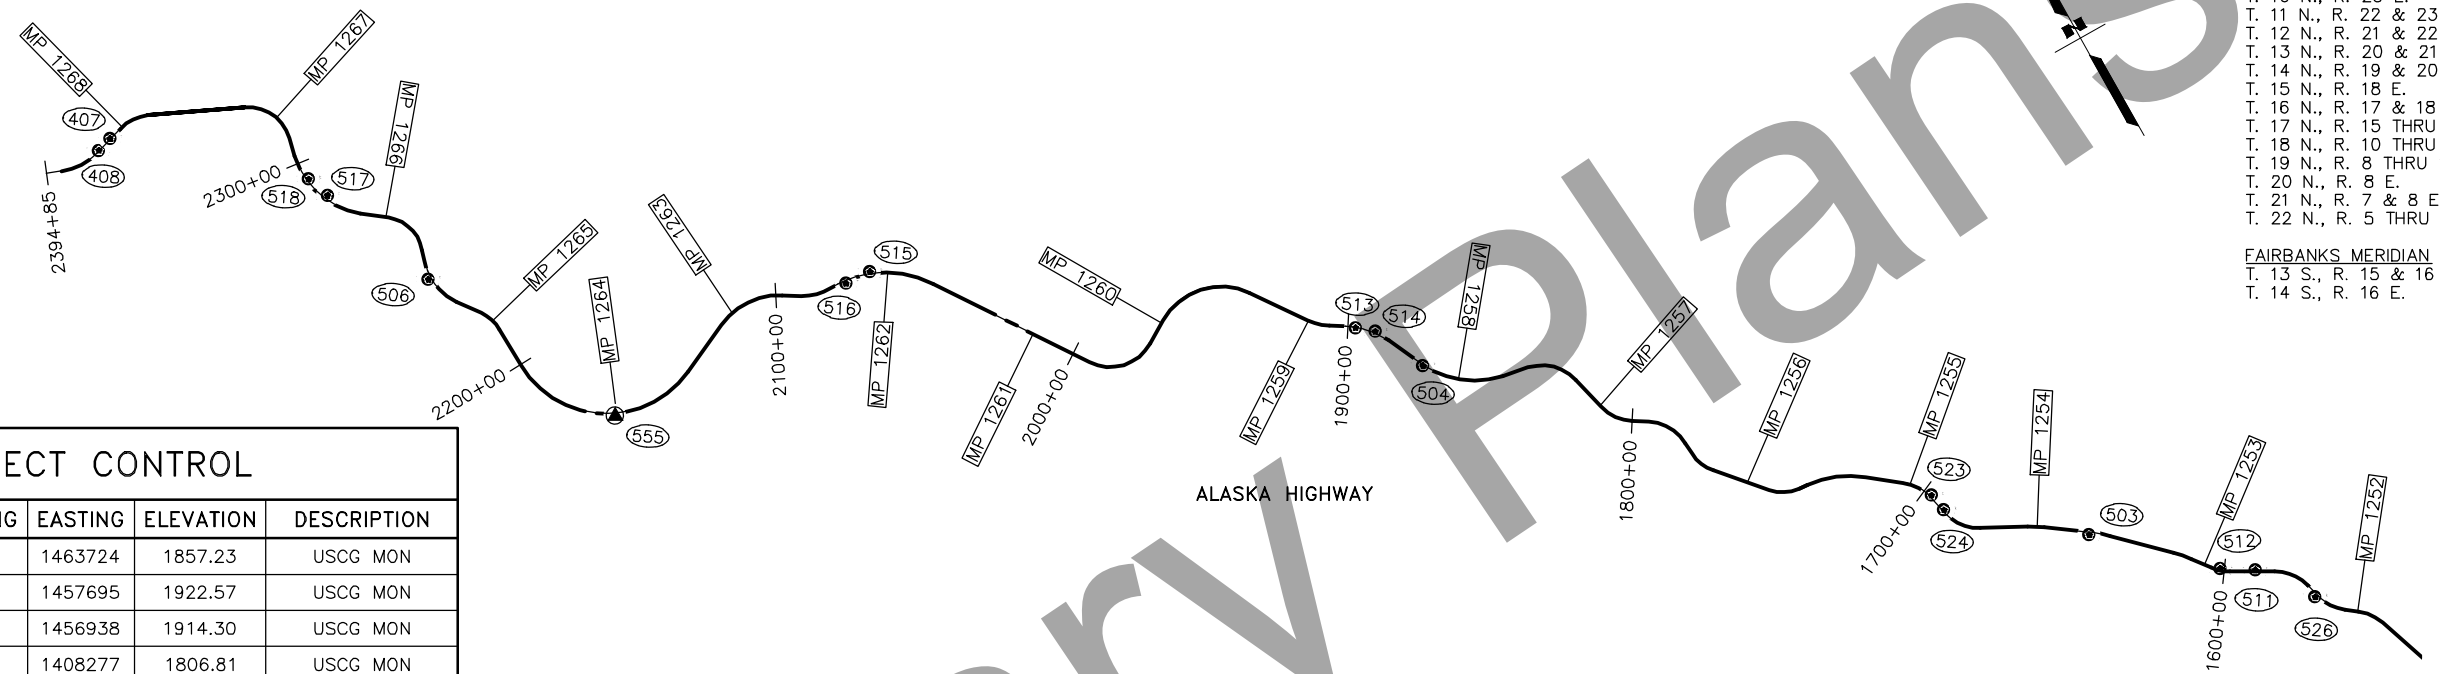 MP 1268
MP 1267
MP 1266
407
408
2394+85
2300+00
518
517
506
MP 1265
MP 1264
MP 1263
2200+00
555
2100+00
516
515
MP 1262
MP 1261
2000+00
MP 1260
MP 1259
513
1900+00
514
504
MP 1258
MP 1257
1800+00
MP 1256
MP 1255
523
1700+00
524
MP 1254
503
MP 1253
512
1600+00
511
526
MP 1252
ALASKA HIGHWAY
T. 11 N., R. 22 & 23
T. 12 N., R. 21 & 22
T. 13 N., R. 20 & 21
T. 14 N., R. 19 & 20
T. 15 N., R. 18 E.
T. 16 N., R. 17 & 18
T. 17 N., R. 15 THRU
T. 18 N., R. 10 THRU
T. 19 N., R. 8 THRU
T. 20 N., R. 8 E.
T. 21 N., R. 7 & 8 E
T. 22 N., R. 5 THRU
FAIRBANKS MERIDIAN
T. 13 S., R. 15 & 16
T. 14 S., R. 16 E.
ECT CONTROL
G EASTING ELEVATION DESCRIPTION
1463724 1857.23 USCG MON
1457695 1922.57 USCG MON
1456938 1914.30 USCG MON
1408277 1806.81 USCG MON
ry Plans